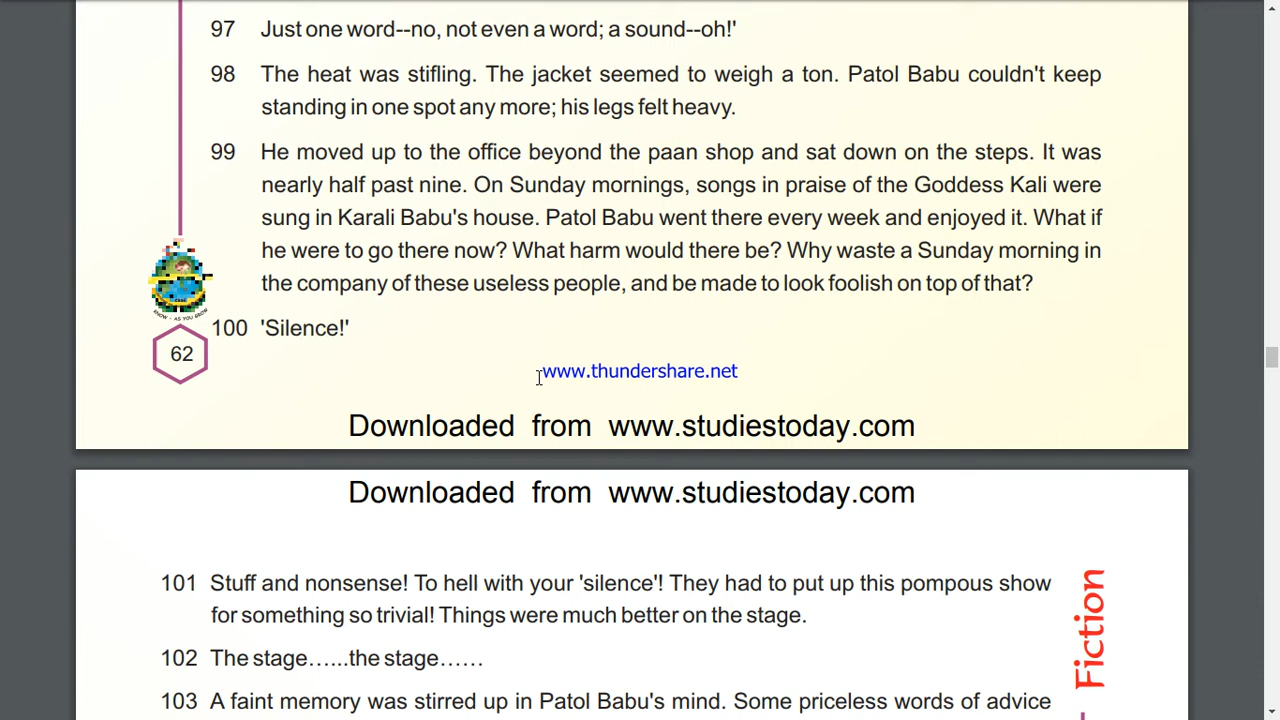 97 Just one word--no, not even a word; a sound--oh!'
98 The heat was stifling. The jacket seemed to weigh a ton. Patol Babu couldn't keep
standing in one spot any more; his legs felt heavy.
99 He moved up to the office beyond the paan shop and sat down on the steps. It was
nearly half past nine. On Sunday mornings, songs in praise of the Goddess Kali were
sung in Karali Babu's house. Patol Babu went there every week and enjoyed it. What if
he were to go there now? What harm would there be? Why waste a Sunday morning in
the company of these useless people, and be made to look foolish on top of that?
100 'Silence!'
62
www.thundershare.net
Downloaded from www.studiestoday.com
Downloaded from www.studiestoday.com
101 Stuff and nonsense! To hell with your 'silence'! They had to put up this pompous show
for something so trivial! Things were much better on the stage.
102 The stage…...the stage……
103 A faint memory was stirred up in Patol Babu's mind. Some priceless words of advice
Fiction